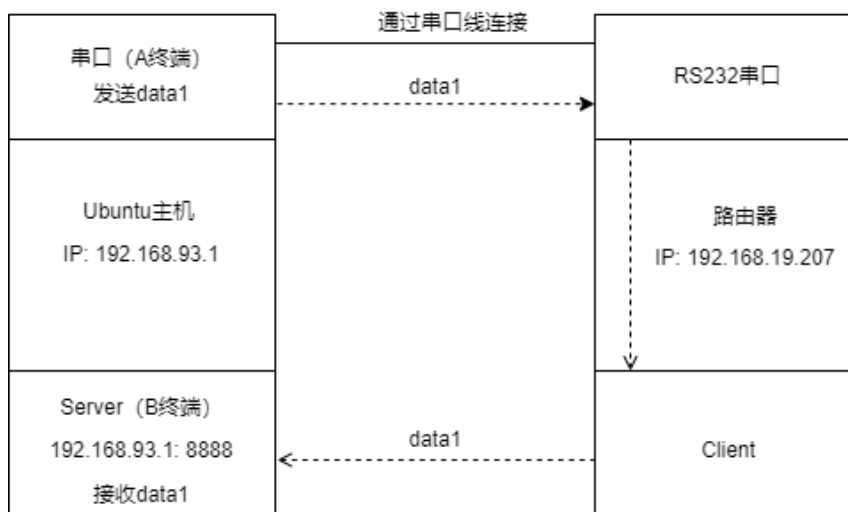 通过串口线连接
串口（A终端）
发送data1
data1
RS232串口
Ubuntu主机
IP: 192.168.93.1
路由器
IP: 192.168.19.207
Server（B终端）
192.168.93.1: 8888
接收data1
data1
Client